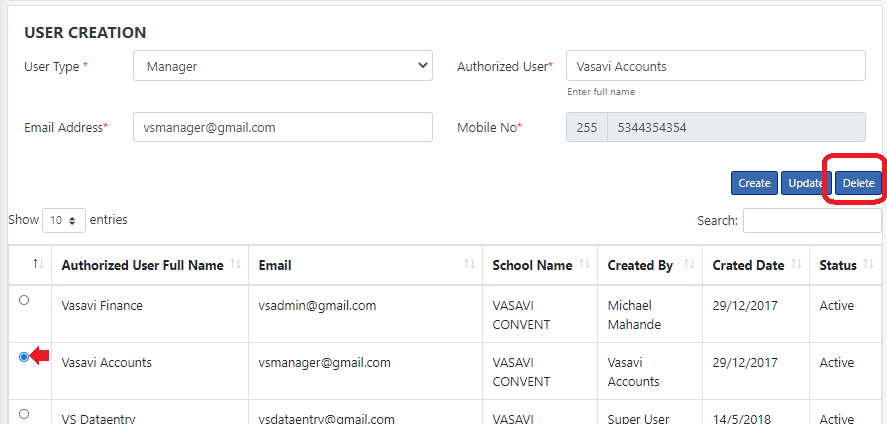 USER CREATION
User Type * Manager Authorized User* Vasavi Accounts
Enter full name
Email Address* vsmanager@gmail.com Mobile No* 255 5344354354
Create Update Delete
Show 10 entries Search:
Authorized User Full Name Email School Name Created By Crated Date Status
Vasavi Finance vsadmin@gmail.com VASAVI Michael 29/12/2017 Active
CONVENT Mahande
Vasavi Accounts vsmanager@gmail.com VASAVI Vasavi 29/12/2017 Active
CONVENT Accounts
VS Dataentry vsdataentry@gmail.com VASAVI Super User 14/5/2018 Active